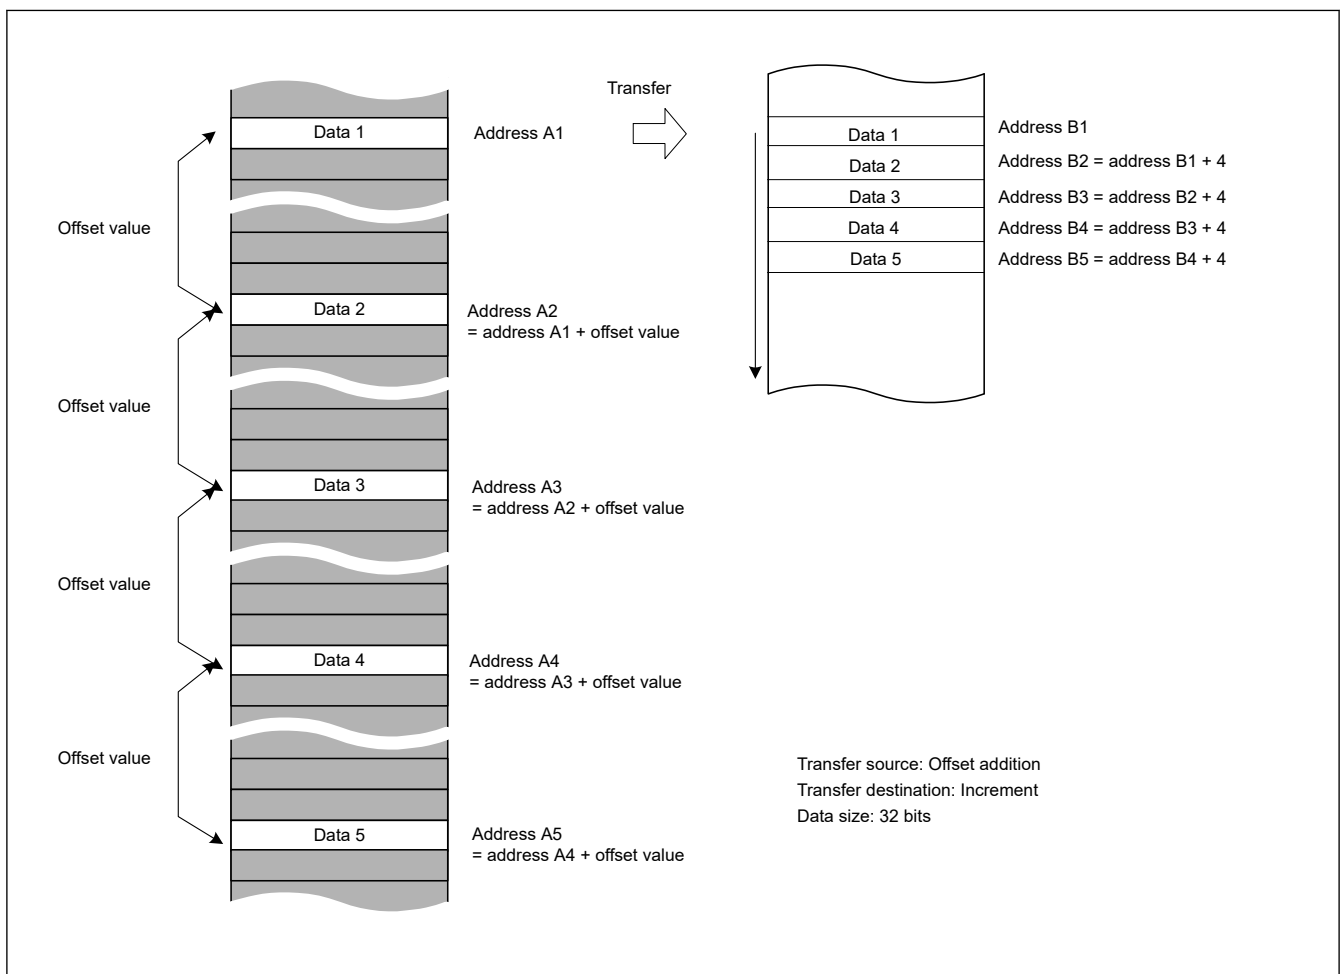 Transfer
Data 1
Address A1
Offset value
Data 2
Address A2
= address A1 + offset value
Offset value
Data 3
Address A3
= address A2 + offset value
Offset value
Data 4
Address A4
= address A3 + offset value
Offset value
Data 5
Address A5
= address A4 + offset value
Data 1
Address B1
Data 2
Address B2 = address B1 + 4
Data 3
Address B3 = address B2 + 4
Data 4
Address B4 = address B3 + 4
Data 5
Address B5 = address B4 + 4
Transfer source: Offset addition
Transfer destination: Increment
Data size: 32 bits